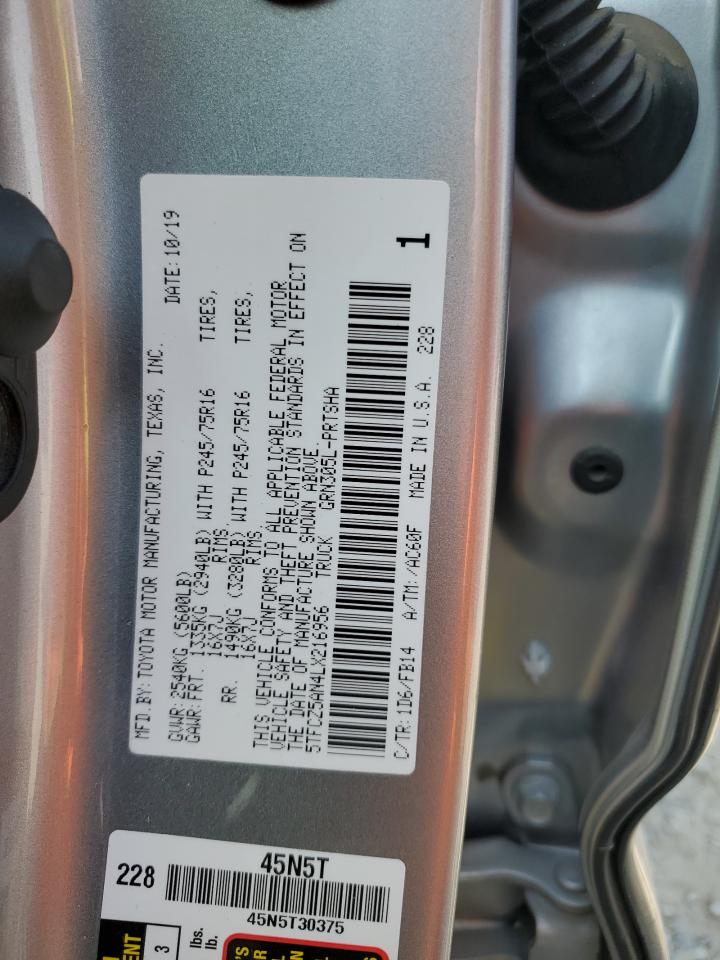 MFD.BY:TOYOTA MOTOR MANUFACTURING, TEXAS, INC. DATE:10/19
GVWR:2540KG (5600LB)
GAWR:FRT. 1335KG (2940LB) WITH P245/75R16 TIRES,
16X7J RIMS,
RR. 1490KG (3280LB) WITH P245/75R16 TIRES,
16X7J RIMS,
THIS VEHICLE CONFORMS TO ALL APPLICABLE FEDERAL MOTOR
VEHICLE SAFETY AND THEFT PREVENTION STANDARDS IN EFFECT ON
THE DATE OF MANUFACTURE SHOWN ABOVE.
5TFCZ5AN4LX216956 TRUCK GRN305L-PRTSHA
1
C/TR:1D6/FB14 A/TM:/AC60F MADE IN U.S.A. 228
45N5T
228
45N5T30375
3
lbs.
lb.